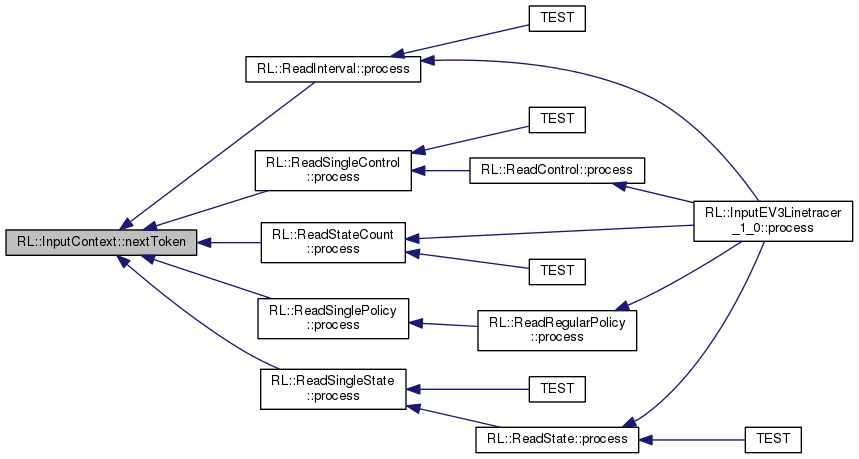 TEST
RL::ReadInterval::process
TEST
RL::ReadSingleControl
::process
RL::ReadControl::process
RL::InputEV3Linetracer
_1_0::process
RL::InputContext::nextToken
RL::ReadStateCount
::process
TEST
RL::ReadSinglePolicy
::process
RL::ReadRegularPolicy
::process
RL::ReadSingleState
::process
TEST
RL::ReadState::process
TEST